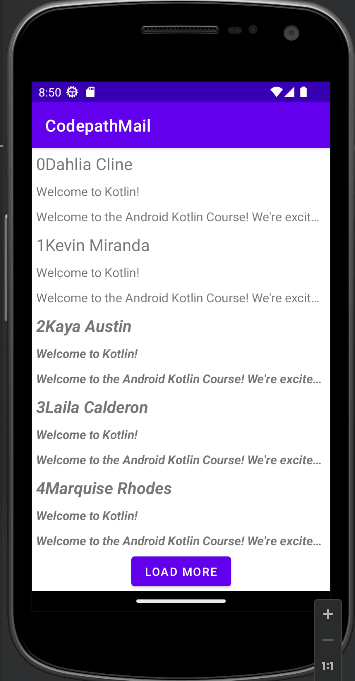 8:50
CodepathMail
0Dahlia Cline
Welcome to Kotlin!
Welcome to the Android Kotlin Course! We're excit...
1Kevin Miranda
Welcome to Kotlin!
Welcome to the Android Kotlin Course! We're excit...
2Kaya Austin
Welcome to Kotlin!
Welcome to the Android Kotlin Course! We're excite...
3Laila Calderon
Welcome to Kotlin!
Welcome to the Android Kotlin Course! We're excite...
4Marquise Rhodes
Welcome to Kotlin!
Welcome to the Android Kotlin Course! We're excite...
LOAD MORE
+
−
1:1